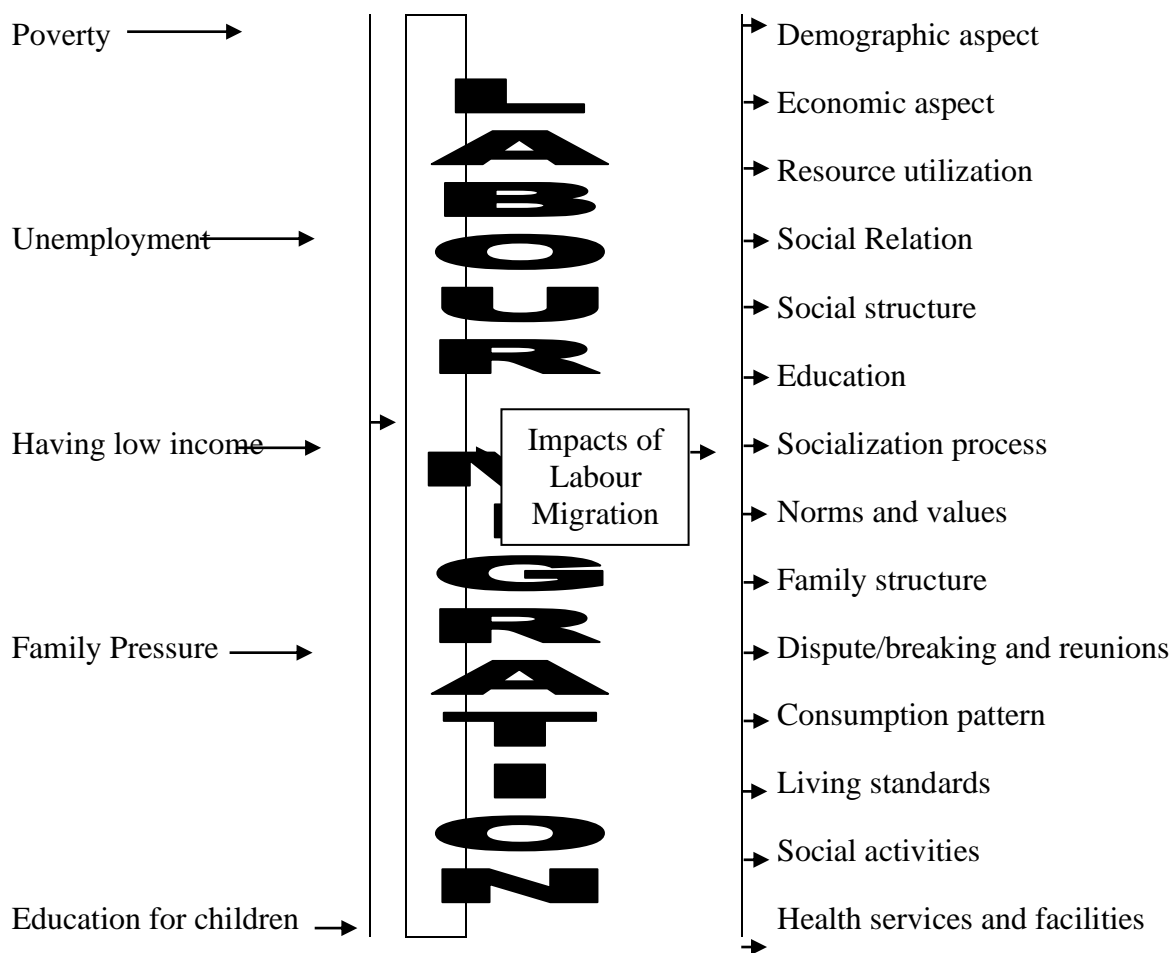 Poverty
Unemployment
Having low income
Family Pressure
Education for children
LABOUR
MIGRATION
Impacts of
Labour
Migration
Demographic aspect
Economic aspect
Resource utilization
Social Relation
Social structure
Education
Socialization process
Norms and values
Family structure
Dispute/breaking and reunions
Consumption pattern
Living standards
Social activities
Health services and facilities